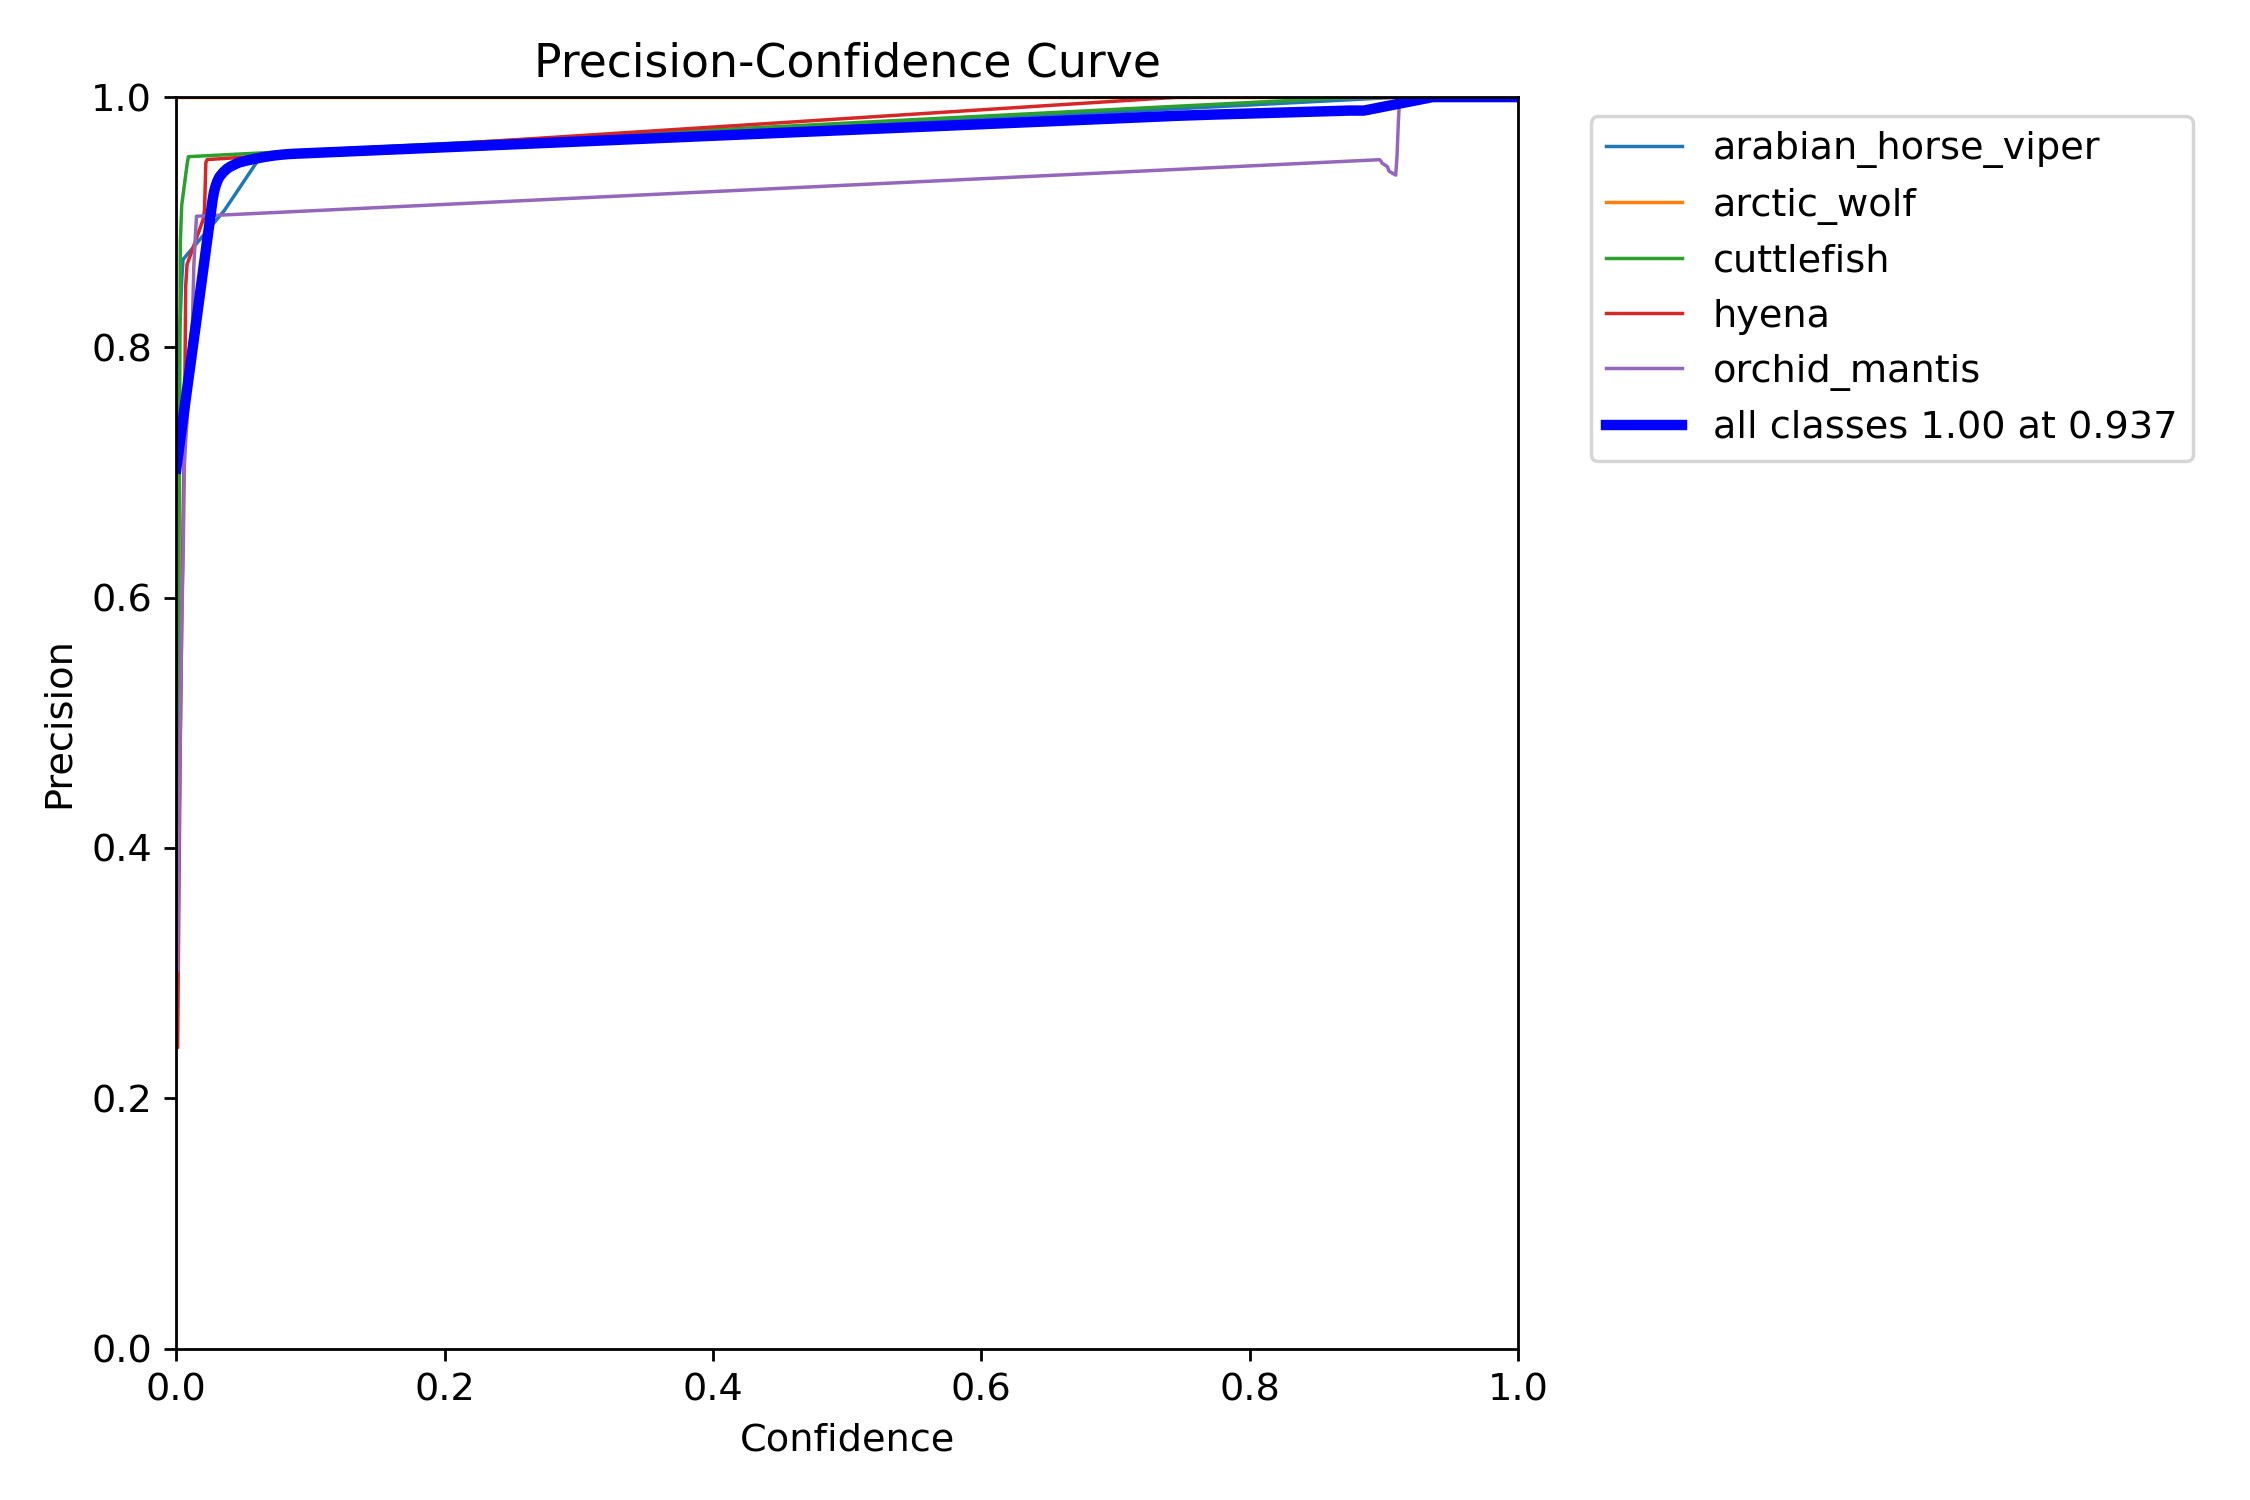 Precision-Confidence Curve
1.0
0.8
0.6
0.4
0.2
0.0
Precision
0.0 0.2 0.4 0.6 0.8 1.0
Confidence
arabian_horse_viper
arctic_wolf
cuttlefish
hyena
orchid_mantis
all classes 1.00 at 0.937